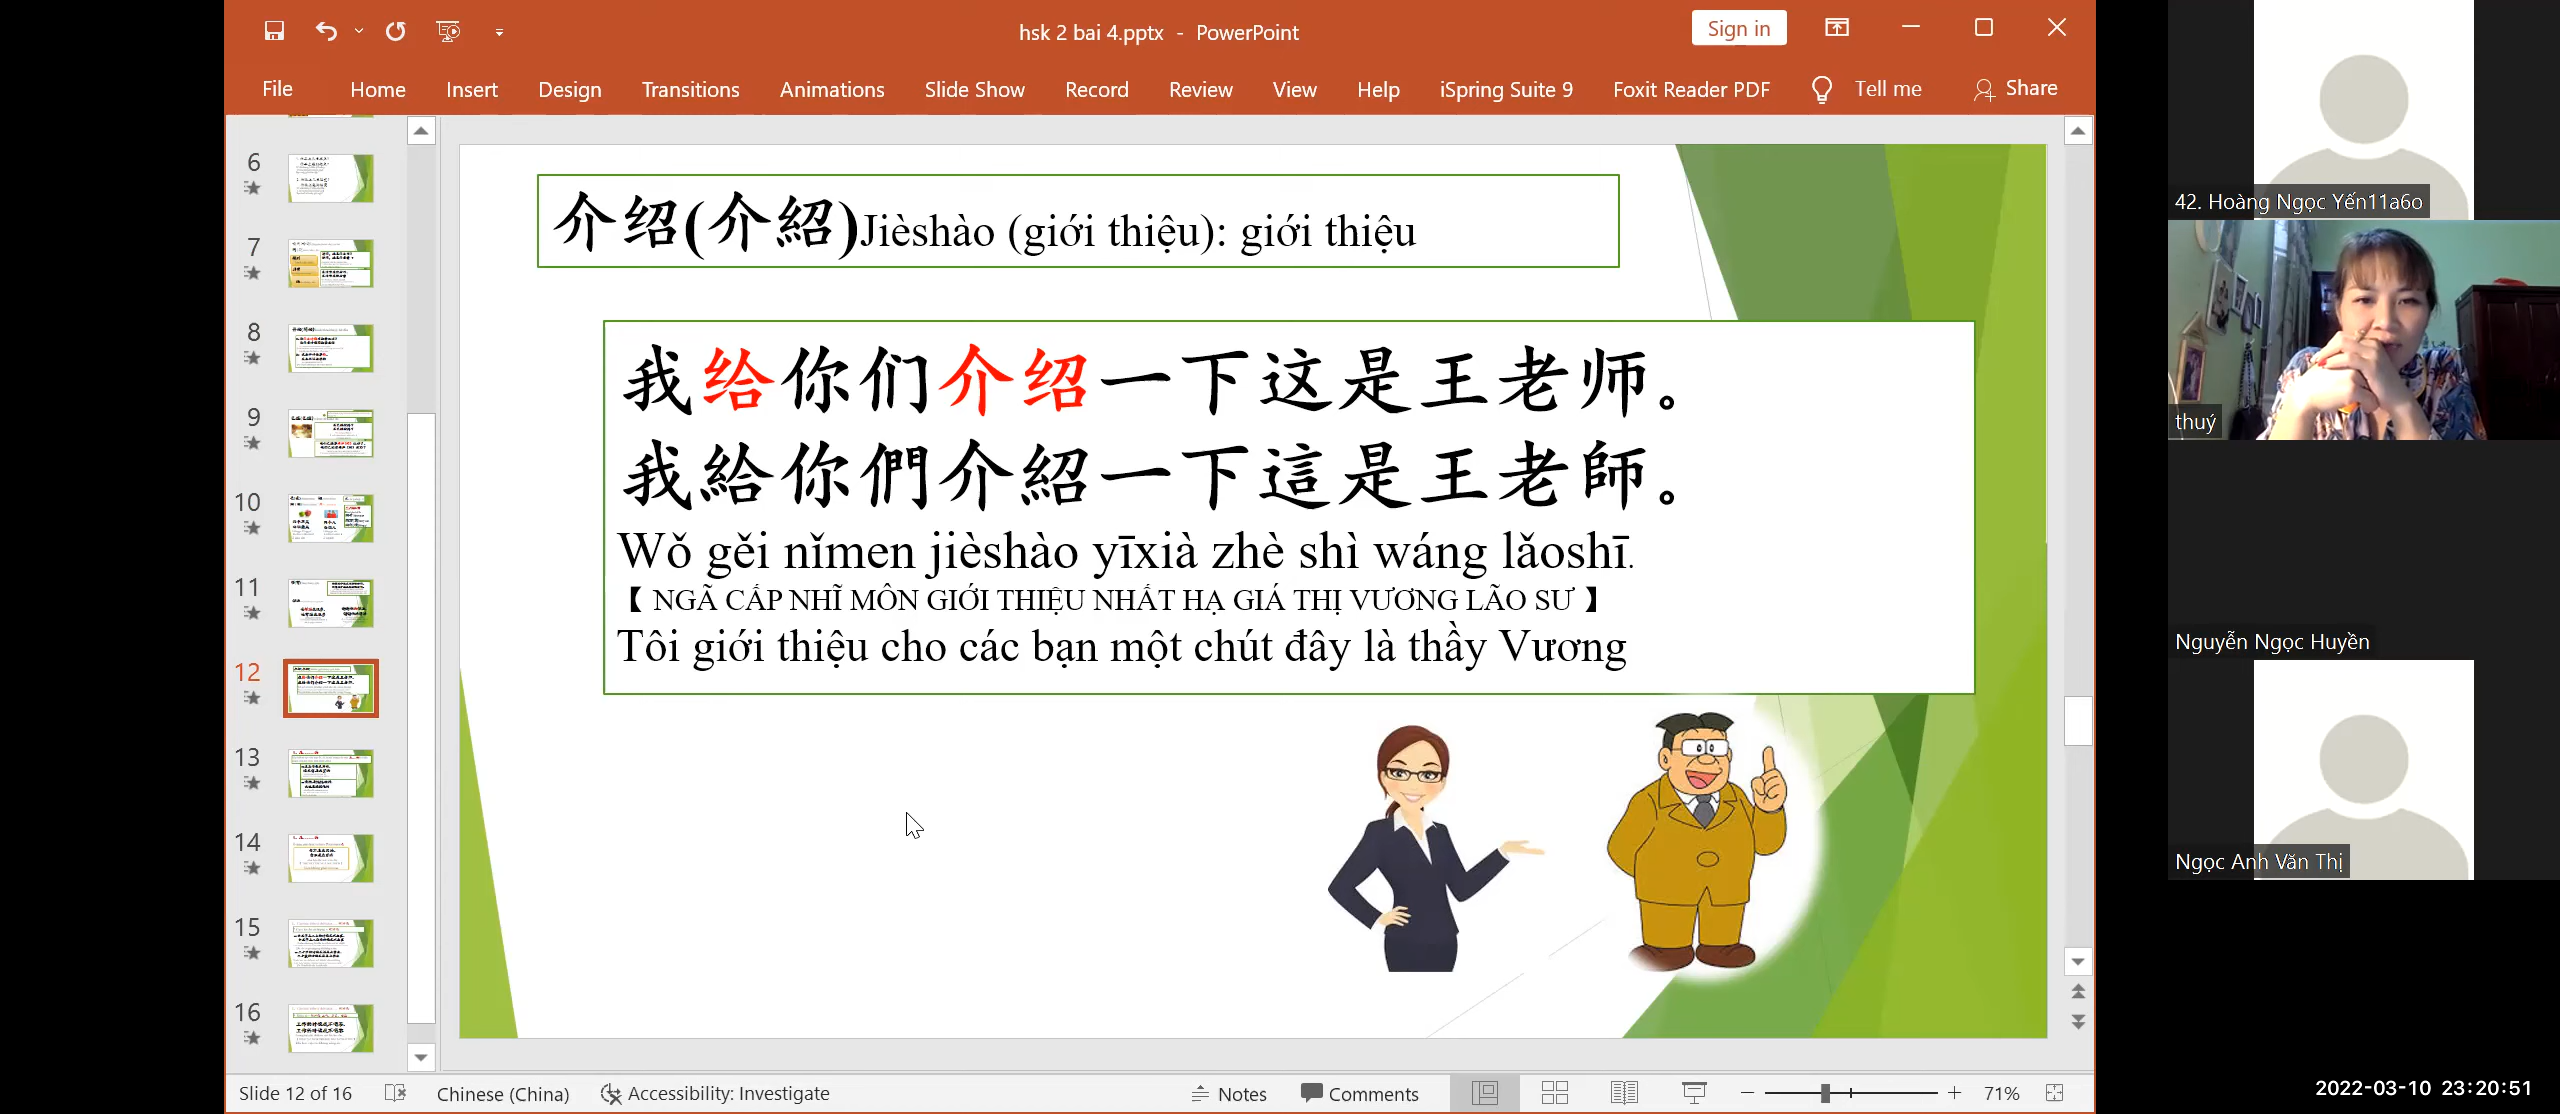 hsk 2 bai 4.pptx - PowerPoint
Sign in
File Home Insert Design Transitions Animations Slide Show Record Review View Help iSpring Suite 9 Foxit Reader PDF Tell me Share
6
7
8
9
10
11
12
13
14
15
16
介绍(介紹)Jièshào (giới thiệu): giới thiệu
我给你们介绍一下这是王老师。
我給你們介紹一下這是王老師。
Wǒ gěi nǐmen jièshào yīxià zhè shì wáng lǎoshī.
【 NGÃ CẤP NHĨ MÔN GIỚI THIỆU NHẤT HẠ GIÁ THỊ VƯƠNG LÃO SƯ 】
Tôi giới thiệu cho các bạn một chút đây là thầy Vương
42. Hoàng Ngọc Yến11a6o
thuý
Nguyễn Ngọc Huyền
Ngọc Anh Văn Thị
Slide 12 of 16 Chinese (China) Accessibility: Investigate Notes Comments 71%
2022-03-10 23:20:51